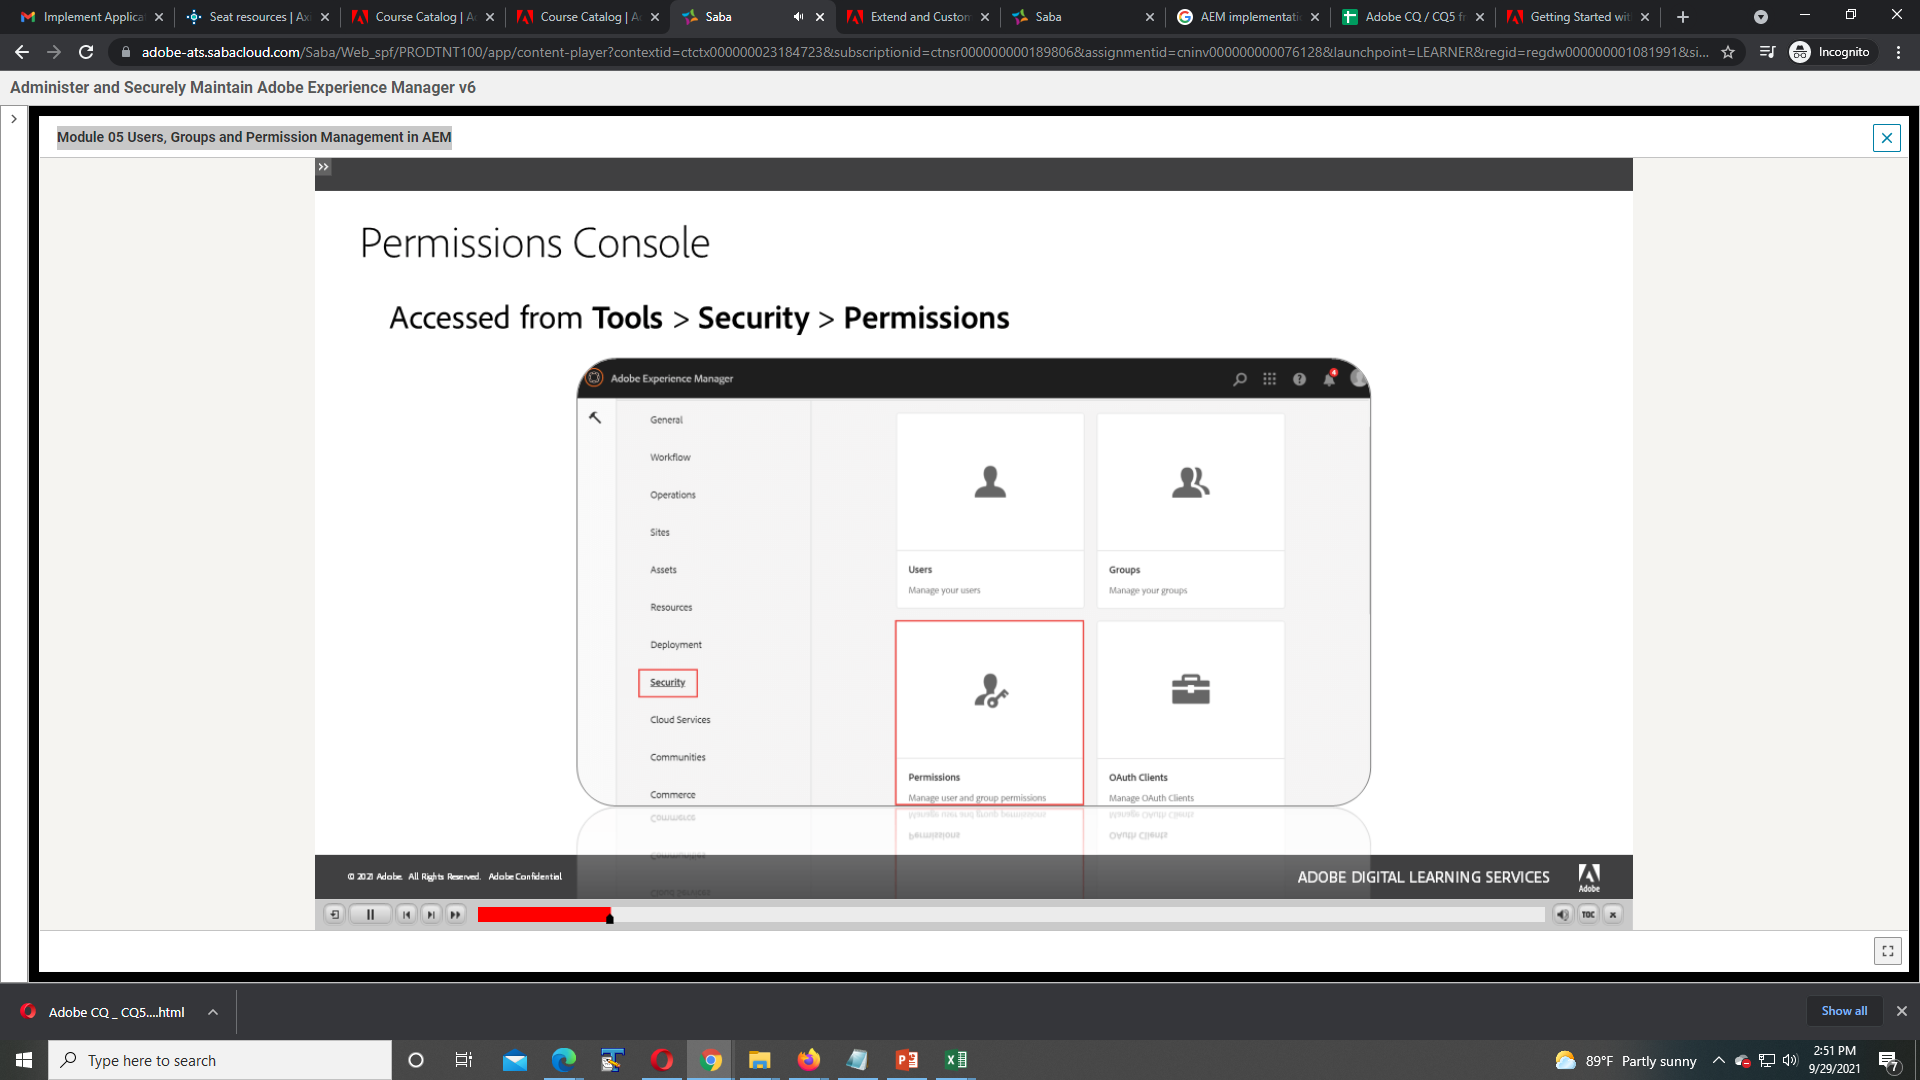 Implement Applica
Seat resources | Ax
Course Catalog | A
Course Catalog | A
Saba
Extend and Custom
Saba
AEM implementati
Adobe CQ / CQ5 f
Getting Started wit
adobe-ats.sabacloud.com/Saba/Web_spf/PRODTNT100/app/content-player?contextid=ctctx000000023184723&subscriptionid=ctnsr000000000189806&assignmentid=cninv000000000076128&launchpoint=LEARNER&regid=regdw000000001081991&si...
Incognito
Administer and Securely Maintain Adobe Experience Manager v6
Module 05 Users, Groups and Permission Management in AEM
Permissions Console
Accessed from Tools > Security > Permissions
Adobe Experience Manager
4
General
Workflow
Operations
Sites
Assets
Resources
Deployment
Security
Cloud Services
Communities
Commerce
Users
Manage your users
Groups
Manage your groups
Permissions
Manage user and group permissions
OAuth Clients
Manage OAuth Clients
© 2021 Adobe. All Rights Reserved. Adobe Confidential
ADOBE DIGITAL LEARNING SERVICES
Adobe
TOC
Adobe CQ _ CQ5....html
Show all
Type here to search
89°F Partly sunny
2:51 PM
9/29/2021
7